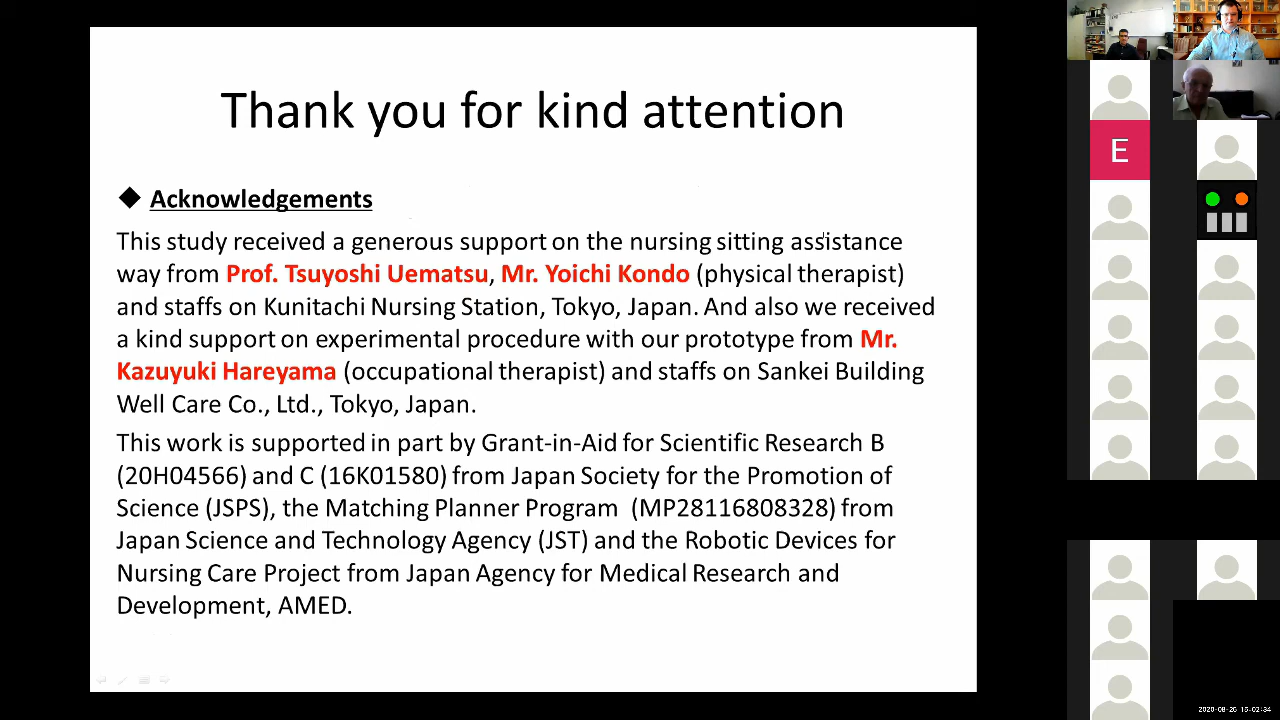 Thank you for kind attention
Acknowledgements
This study received a generous support on the nursing sitting assistance
way from Prof. Tsuyoshi Uematsu, Mr. Yoichi Kondo (physical therapist)
and staffs on Kunitachi Nursing Station, Tokyo, Japan. And also we received
a kind support on experimental procedure with our prototype from Mr.
Kazuyuki Hareyama (occupational therapist) and staffs on Sankei Building
Well Care Co., Ltd., Tokyo, Japan.
This work is supported in part by Grant-in-Aid for Scientific Research B
(20H04566) and C (16K01580) from Japan Society for the Promotion of
Science (JSPS), the Matching Planner Program (MP28116808328) from
Japan Science and Technology Agency (JST) and the Robotic Devices for
Nursing Care Project from Japan Agency for Medical Research and
Development, AMED.
E